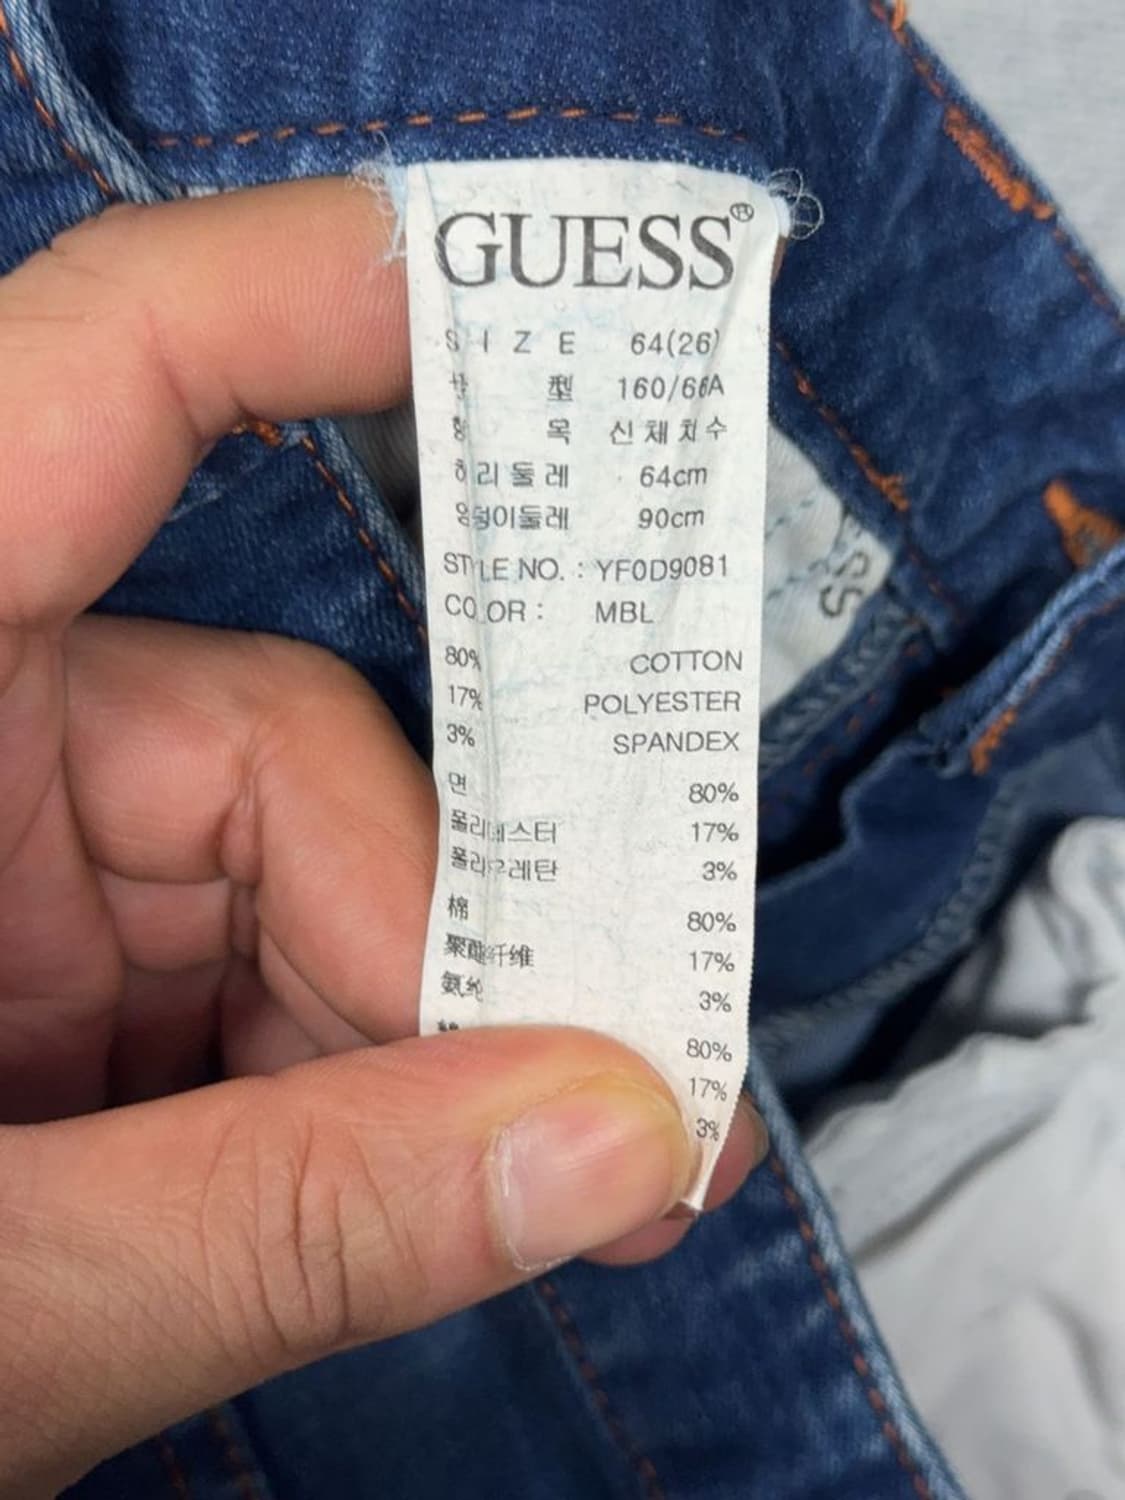 GUESS®
SIZE 64(26)
型 160/66A
항 목 신체치수
허리둘레 64cm
엉덩이둘레 90cm
STYLE NO. : YF0D9081
COLOR : MBL
80% COTTON
17% POLYESTER
3% SPANDEX
면 80%
폴리에스터 17%
폴리우레탄 3%
棉 80%
聚酯纤维 17%
氨纶 3%
80%
17%
3%